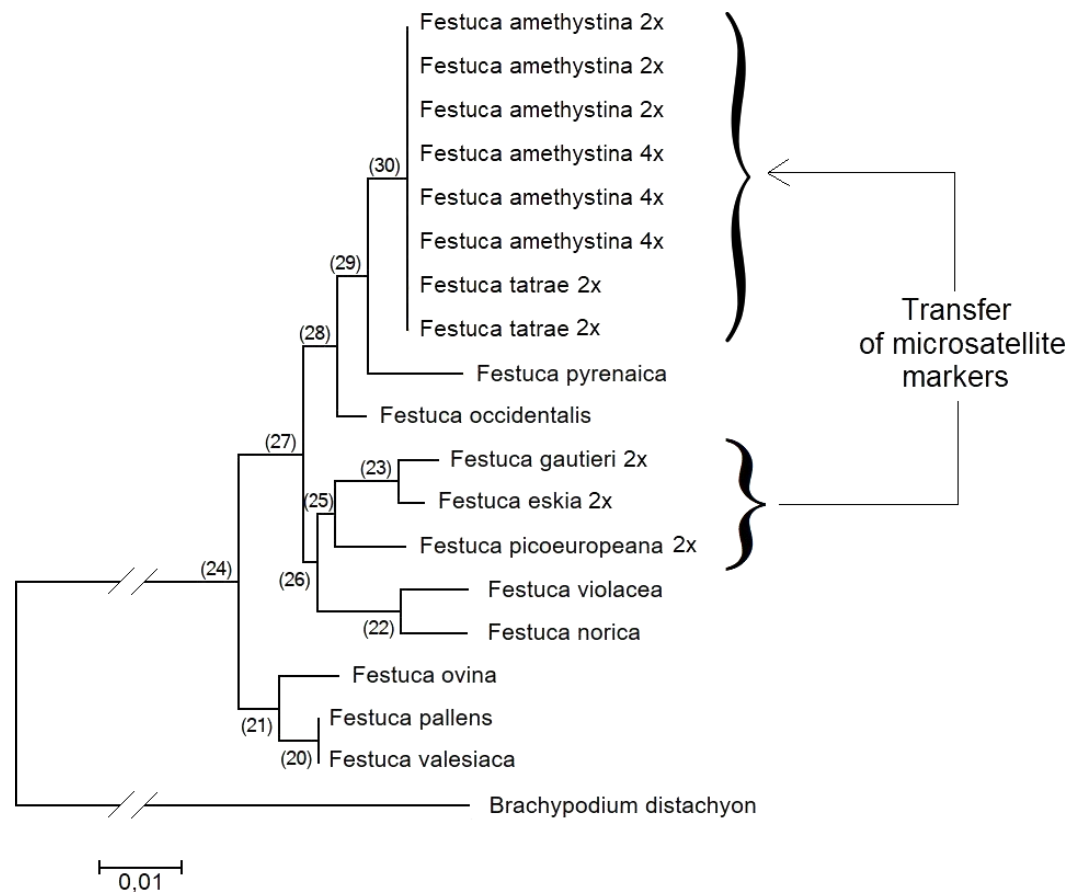 Festuca amethystina 2x
Festuca amethystina 2x
Festuca amethystina 2x
Festuca amethystina 4x
(30)
Festuca amethystina 4x
Festuca amethystina 4x
(29)
Festuca tatrae 2x
Festuca tatrae 2x
(28)
Festuca pyrenaica
Festuca occidentalis
(27)
Festuca gautieri 2x
(23)
Festuca eskia 2x
(25)
Festuca picoeuropeana 2x
(24)
(26)
Festuca violacea
(22)
Festuca norica
Festuca ovina
(21)
Festuca pallens
(20)
Festuca valesiaca
Brachypodium distachyon
Transfer
of microsatellite
markers
0,01